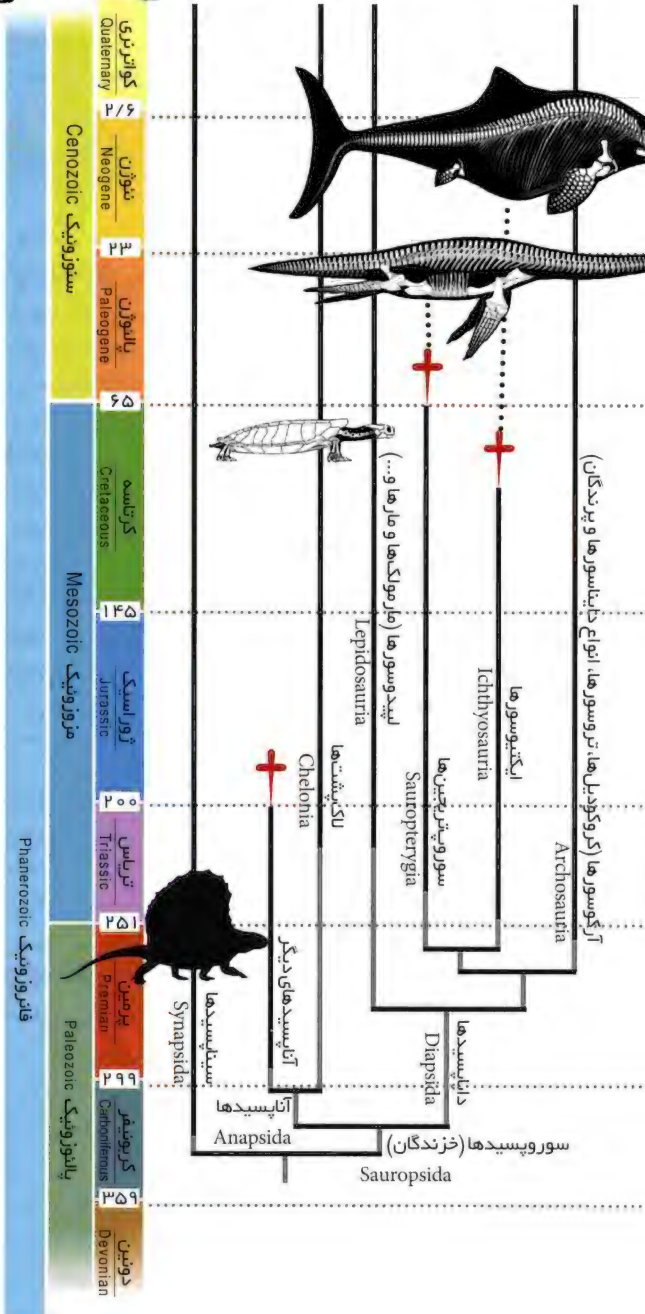 کواترنری
Quaternary
۲/۶
نئوژن
Neogene
۲۳
پالئوژن
Paleogene
۶۵
کرتاسه
Cretaceous
۱۴۵
ژوراسیک
Jurassic
۲۰۰
تریاس
Triassic
۲۵۱
پرمین
Premian
۲۹۹
کربونیفر
Carboniferous
۳۵۹
دونین
Devonian
سنوزوئیک Cenozoic
مزوزوئیک Mesozoic
پالئوزوئیک Paleozoic
فانروزوئیک Phanerozoic
سیناپسیدها
Synapsida
آناپسیدهای دیگر
لاک‌پشت‌ها
Chelonia
لپیدوسورها (مارمولک‌ها و مارها و...)
Lepidosauria
سوروپتریجین‌ها
Sauropterygia
ایکتیوسورها
Ichthyosauria
آرکوسورها (کروکودیل‌ها، تروسورها، انواع دایناسورها و پرندگان)
Archosauria
دایاپسیدها
Diapsida
آناپسیدها
Anapsida
سوروپسیدها (خزندگان)
Sauropsida